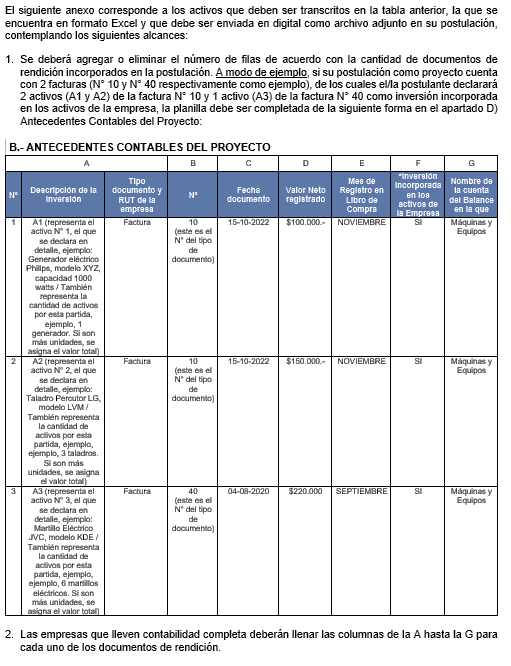 El siguiente anexo corresponde a los activos que deben ser transcritos en la tabla anterior, la que se
encuentra en formato Excel y que debe ser enviada en digital como archivo adjunto en su postulación,
contemplando los siguientes alcances:
1. Se deberá agregar o eliminar el número de filas de acuerdo con la cantidad de documentos de
rendición incorporados en la postulación. A modo de ejemplo, si su postulación como proyecto cuenta
con 2 facturas (N° 10 y N° 40 respectivamente como ejemplo), de los cuales el/la postulante declarará
2 activos (A1 y A2) de la factura N° 10 y 1 activo (A3) de la factura N° 40 como inversión incorporada
en los activos de la empresa, la planilla debe ser completada de la siguiente forma en el apartado D)
Antecedentes Contables del Proyecto:
B.- ANTECEDENTES CONTABLES DEL PROYECTO
A
B
C
D
E
F
G
N°
Descripción de la
Inversión
Tipo
documento y
RUT de la
empresa
N°
Fecha
documento
Valor Neto
registrado
Mes de
Registro en
Libro de
Compra
*Inversión
Incorporada
en los
activos de
la Empresa
Nombre de
la cuenta
del Balance
en la que
1
A1 (representa el
activo N° 1, el que
se declara en
detalle, ejemplo:
Generador eléctrico
Philips, modelo XYZ,
capacidad 1000
watts / También
representa la
cantidad de activos
por esta partida,
ejemplo, 1
generador. Si son
más unidades, se
asigna el valor total)
Factura
10
(este es el
N° del tipo
de
documento)
15-10-2022
$100.000.-
NOVIEMBRE
SI
Máquinas y
Equipos
2
A2 (representa el
activo N° 2, el que
se declara en
detalle, ejemplo:
Taladro Percutor LG,
modelo LVM /
También representa
la cantidad de
activos por esta
partida, ejemplo,
ejemplo, 3 taladros.
Si son más
unidades, se asigna
el valor total)
Factura
10
(este es el
N° del tipo
de
documento)
15-10-2022
$150.000.-
NOVIEMBRE
SI
Máquinas y
Equipos
3
A3 (representa el
activo N° 3, el que
se declara en
detalle, ejemplo:
Martillo Eléctrico
JVC, modelo KDE /
También representa
la cantidad de
activos por esta
partida, ejemplo,
ejemplo, 6 martillos
eléctricos. Si son
más unidades, se
asigna el valor total)
Factura
40
(este es el
N° del tipo
de
documento)
04-08-2020
$220.000
SEPTIEMBRE
SI
Máquinas y
Equipos
2. Las empresas que lleven contabilidad completa deberán llenar las columnas de la A hasta la G para
cada uno de los documentos de rendición.